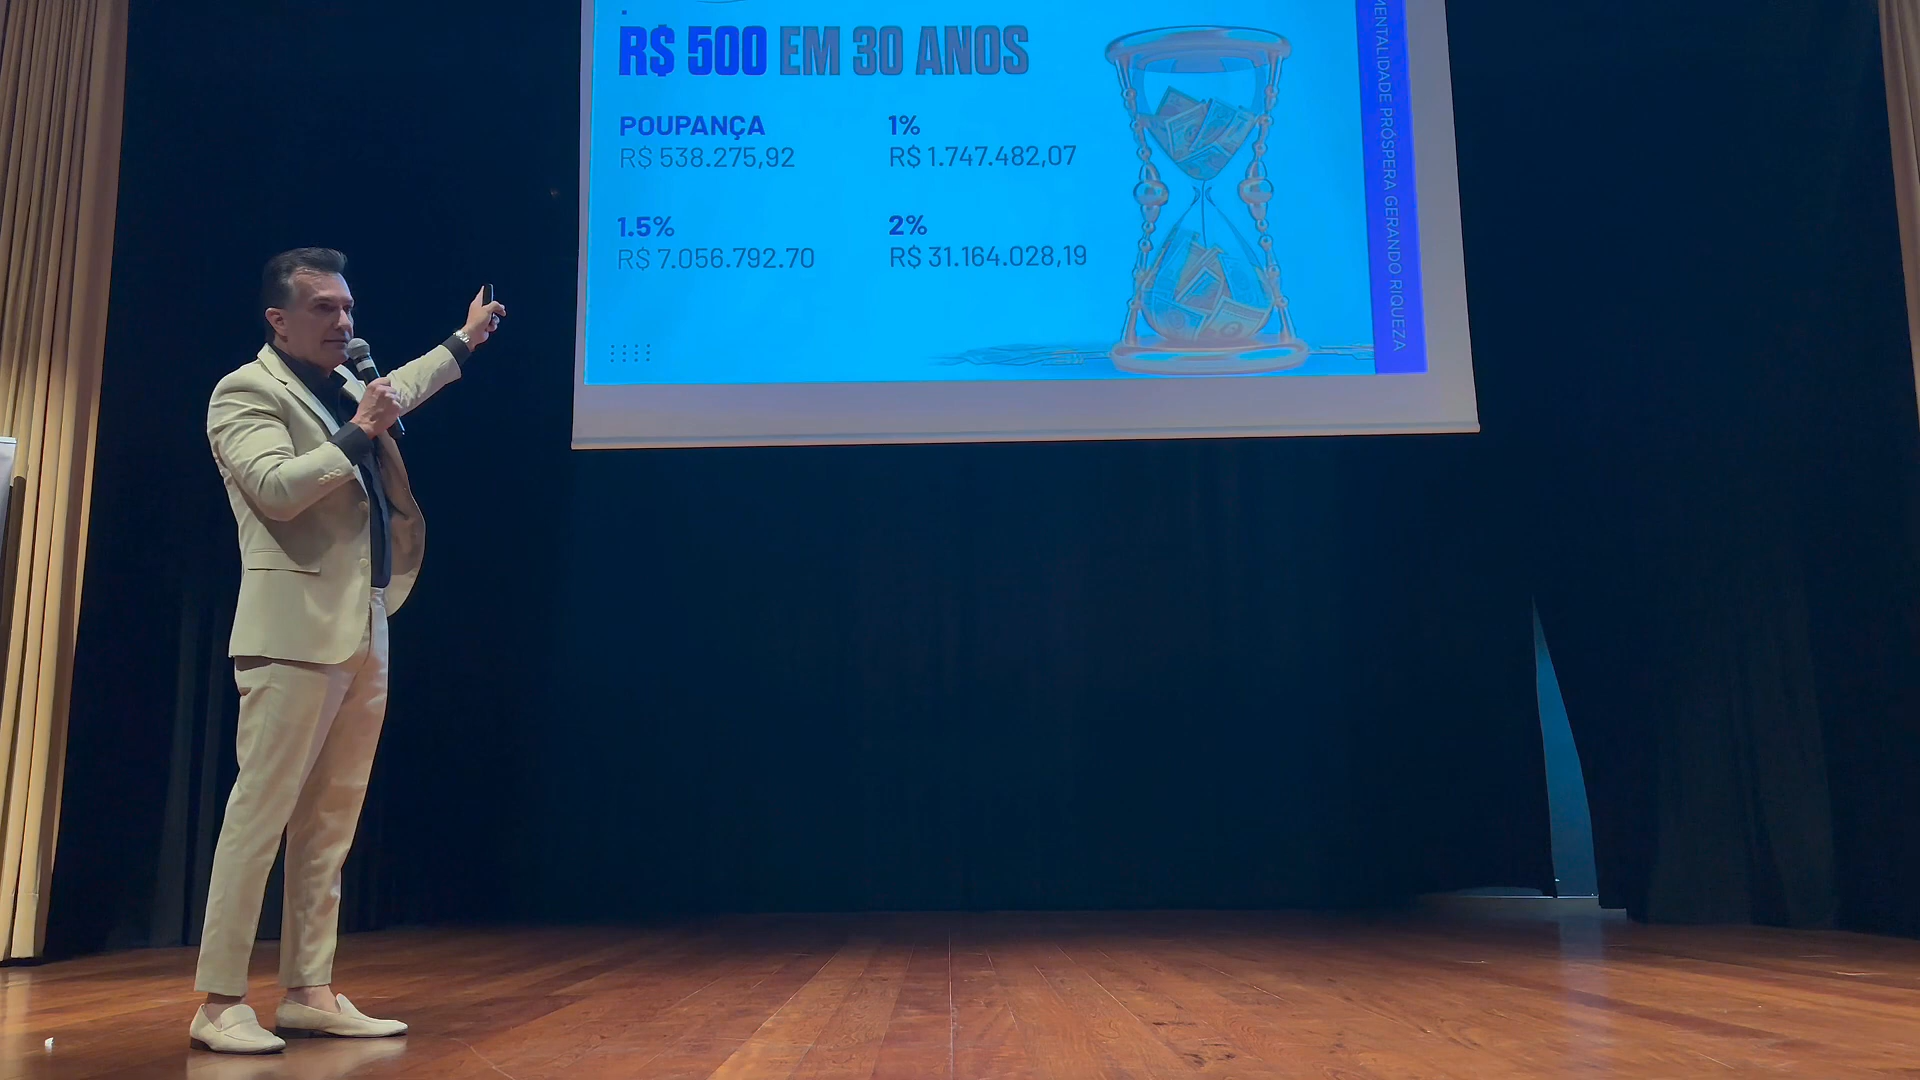 R$ 500 EM 30 ANOS
POUPANÇA
R$ 538.275,92
1%
R$ 1.747.482,07
1.5%
R$ 7.056.792.70
2%
R$ 31.164.028,19
MENTALIDADE PRÓSPERA GERANDO RIQUEZA